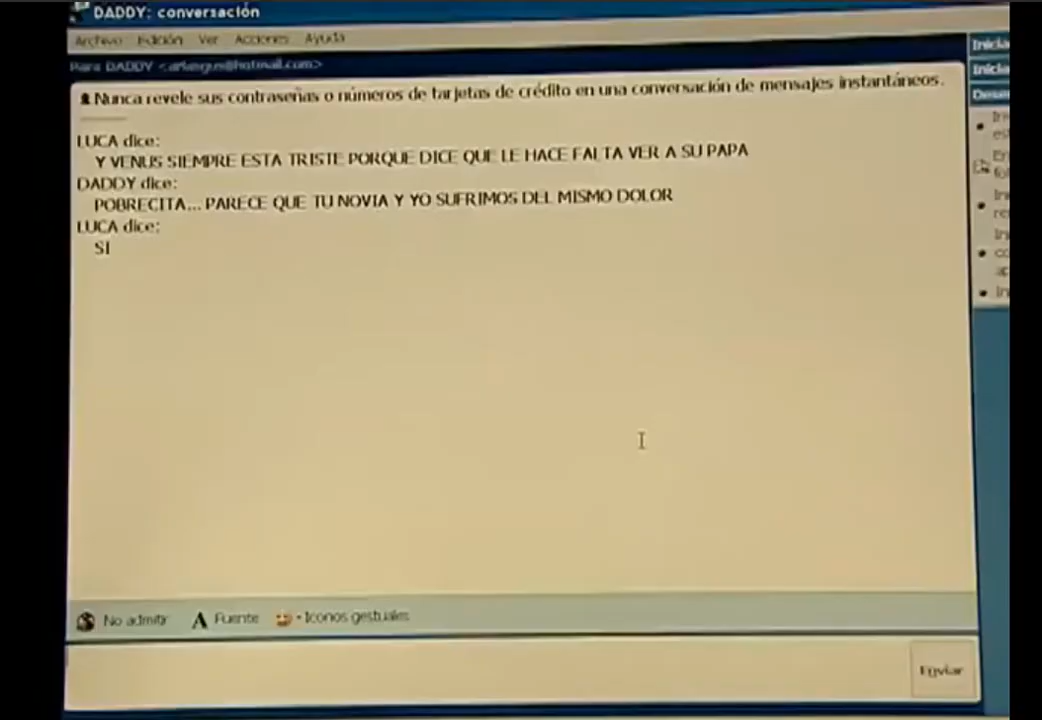 DADDY: conversación
Archivo Edición Ver Acciones Ayuda
Para DADDY
Nunca revele sus contraseñas o números de tarjetas de crédito en una conversación de mensajes instantáneos.
LUCA dice:
Y VENUS SIEMPRE ESTA TRISTE PORQUE DICE QUE LE HACE FALTA VER A SU PAPA
DADDY dice:
POBRECITA... PARECE QUE TU NOVIA Y YO SUFRIMOS DEL MISMO DOLOR
LUCA dice:
SI
No admitir A Fuente Iconos gestuales
Enviar